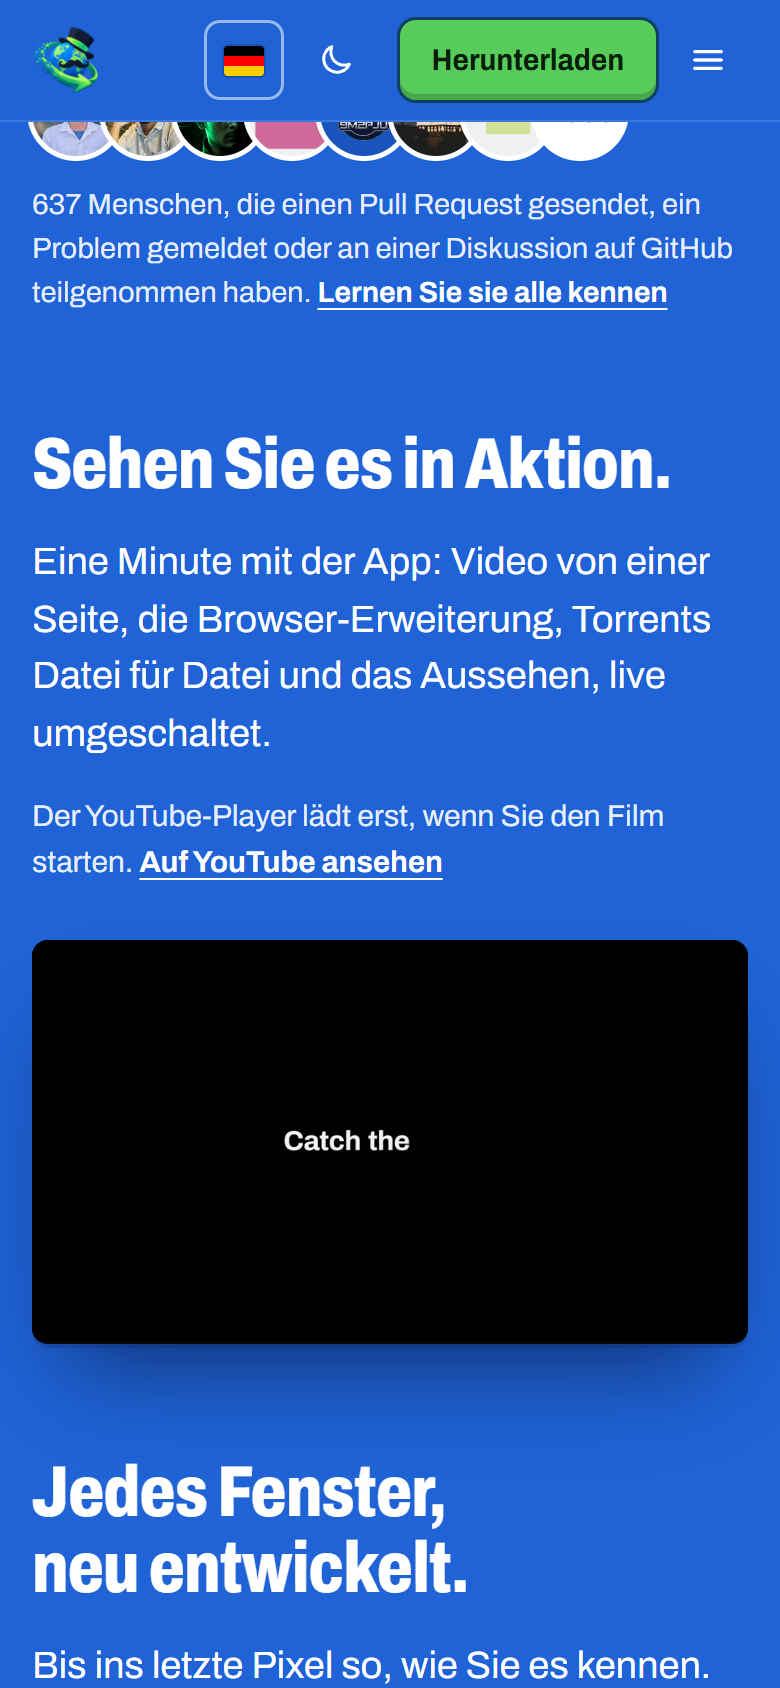 Herunterladen
9M2PJU
637 Menschen, die einen Pull Request gesendet, ein
Problem gemeldet oder an einer Diskussion auf GitHub
teilgenommen haben. Lernen Sie sie alle kennen
Sehen Sie es in Aktion.
Eine Minute mit der App: Video von einer
Seite, die Browser-Erweiterung, Torrents
Datei für Datei und das Aussehen, live
umgeschaltet.
Der YouTube-Player lädt erst, wenn Sie den Film
starten. Auf YouTube ansehen
Catch the
Jedes Fenster,
neu entwickelt.
Bis ins letzte Pixel so, wie Sie es kennen.